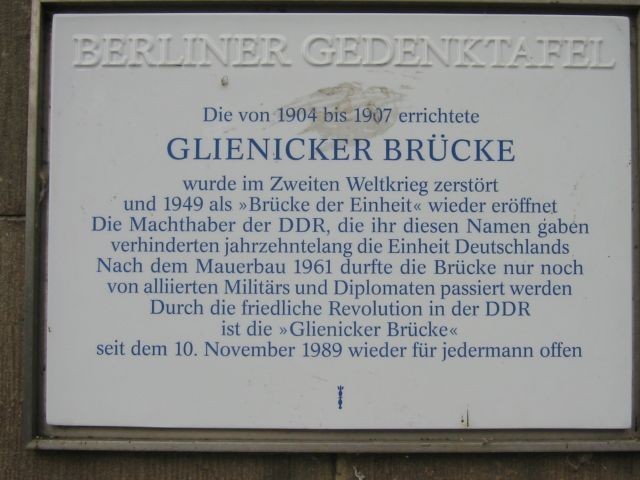 BERLINER GEDENKTAFEL
Die von 1904 bis 1907 errichtete
GLIENICKER BRÜCKE
wurde im Zweiten Weltkrieg zerstört
und 1949 als »Brücke der Einheit« wieder eröffnet
Die Machthaber der DDR, die ihr diesen Namen gaben
verhinderten jahrzehntelang die Einheit Deutschlands
Nach dem Mauerbau 1961 durfte die Brücke nur noch
von alliierten Militärs und Diplomaten passiert werden
Durch die friedliche Revolution in der DDR
ist die »Glienicker Brücke«
seit dem 10. November 1989 wieder für jedermann offen